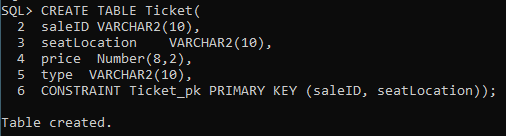 SQL> CREATE TABLE Ticket(
  2  saleID VARCHAR2(10),
  3  seatLocation    VARCHAR2(10),
  4  price  Number(8,2),
  5  type  VARCHAR2(10),
  6  CONSTRAINT Ticket_pk PRIMARY KEY (saleID, seatLocation));
Table created.